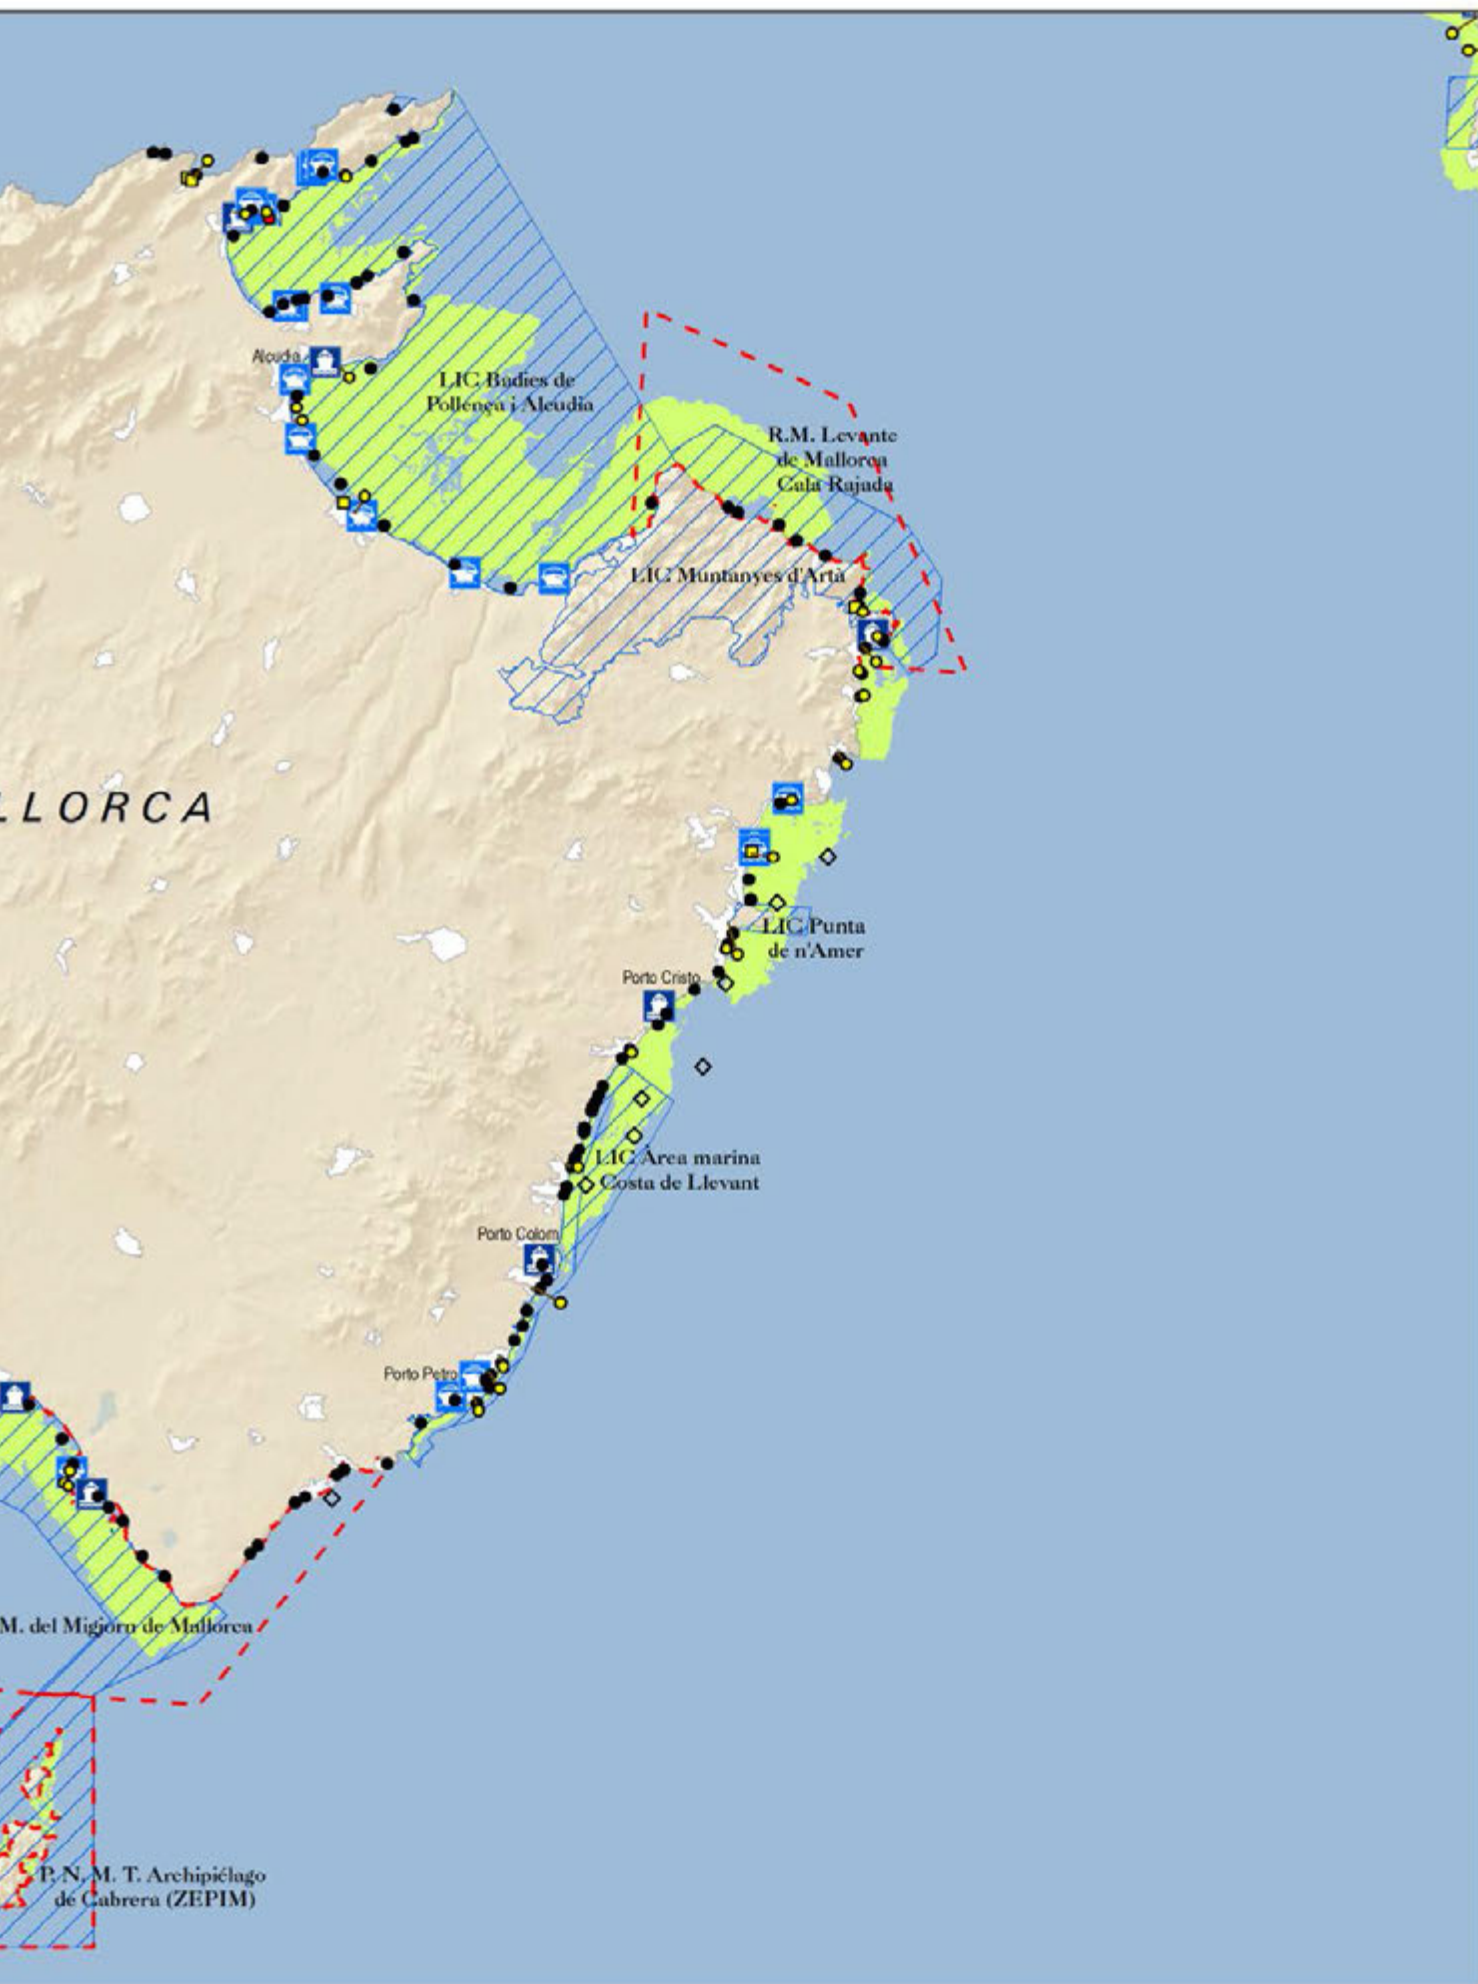 Alcudia
LIC Badies de
Pollença i Alcudia
R.M. Levante
de Mallorca
Cala Rajada
LIC Muntanyes d'Artà
LLORCA
LIC Punta
de n'Amer
Porto Cristo
LIC Àrea marina
Costa de Llevant
Porto Colom
Porto Petro
M. del Migjorn de Mallorca
P. N. M. T. Archipiélago
de Cabrera (ZEPIM)